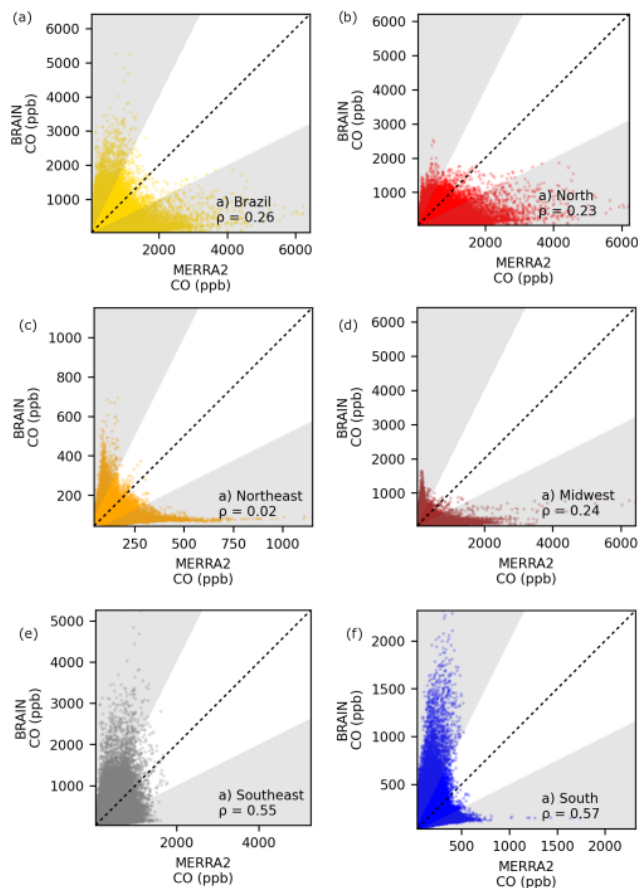 (a)
6000
5000
4000
3000
2000
1000
BRAIN
CO (ppb)
a) Brazil
ρ = 0.26
0
2000
4000
6000
MERRA2
CO (ppb)
(b)
6000
5000
4000
3000
2000
1000
BRAIN
CO (ppb)
a) North
ρ = 0.23
2000
4000
6000
MERRA2
CO (ppb)
(c)
1000
800
600
400
200
BRAIN
CO (ppb)
a) Northeast
ρ = 0.02
250
500
750
1000
MERRA2
CO (ppb)
(d)
6000
5000
4000
3000
2000
1000
BRAIN
CO (ppb)
a) Midwest
ρ = 0.24
2000
4000
6000
MERRA2
CO (ppb)
(e)
5000
4000
3000
2000
1000
BRAIN
CO (ppb)
a) Southeast
ρ = 0.55
2000
4000
MERRA2
CO (ppb)
(f)
2000
1500
1000
500
BRAIN
CO (ppb)
a) South
ρ = 0.57
500
1000
1500
2000
MERRA2
CO (ppb)